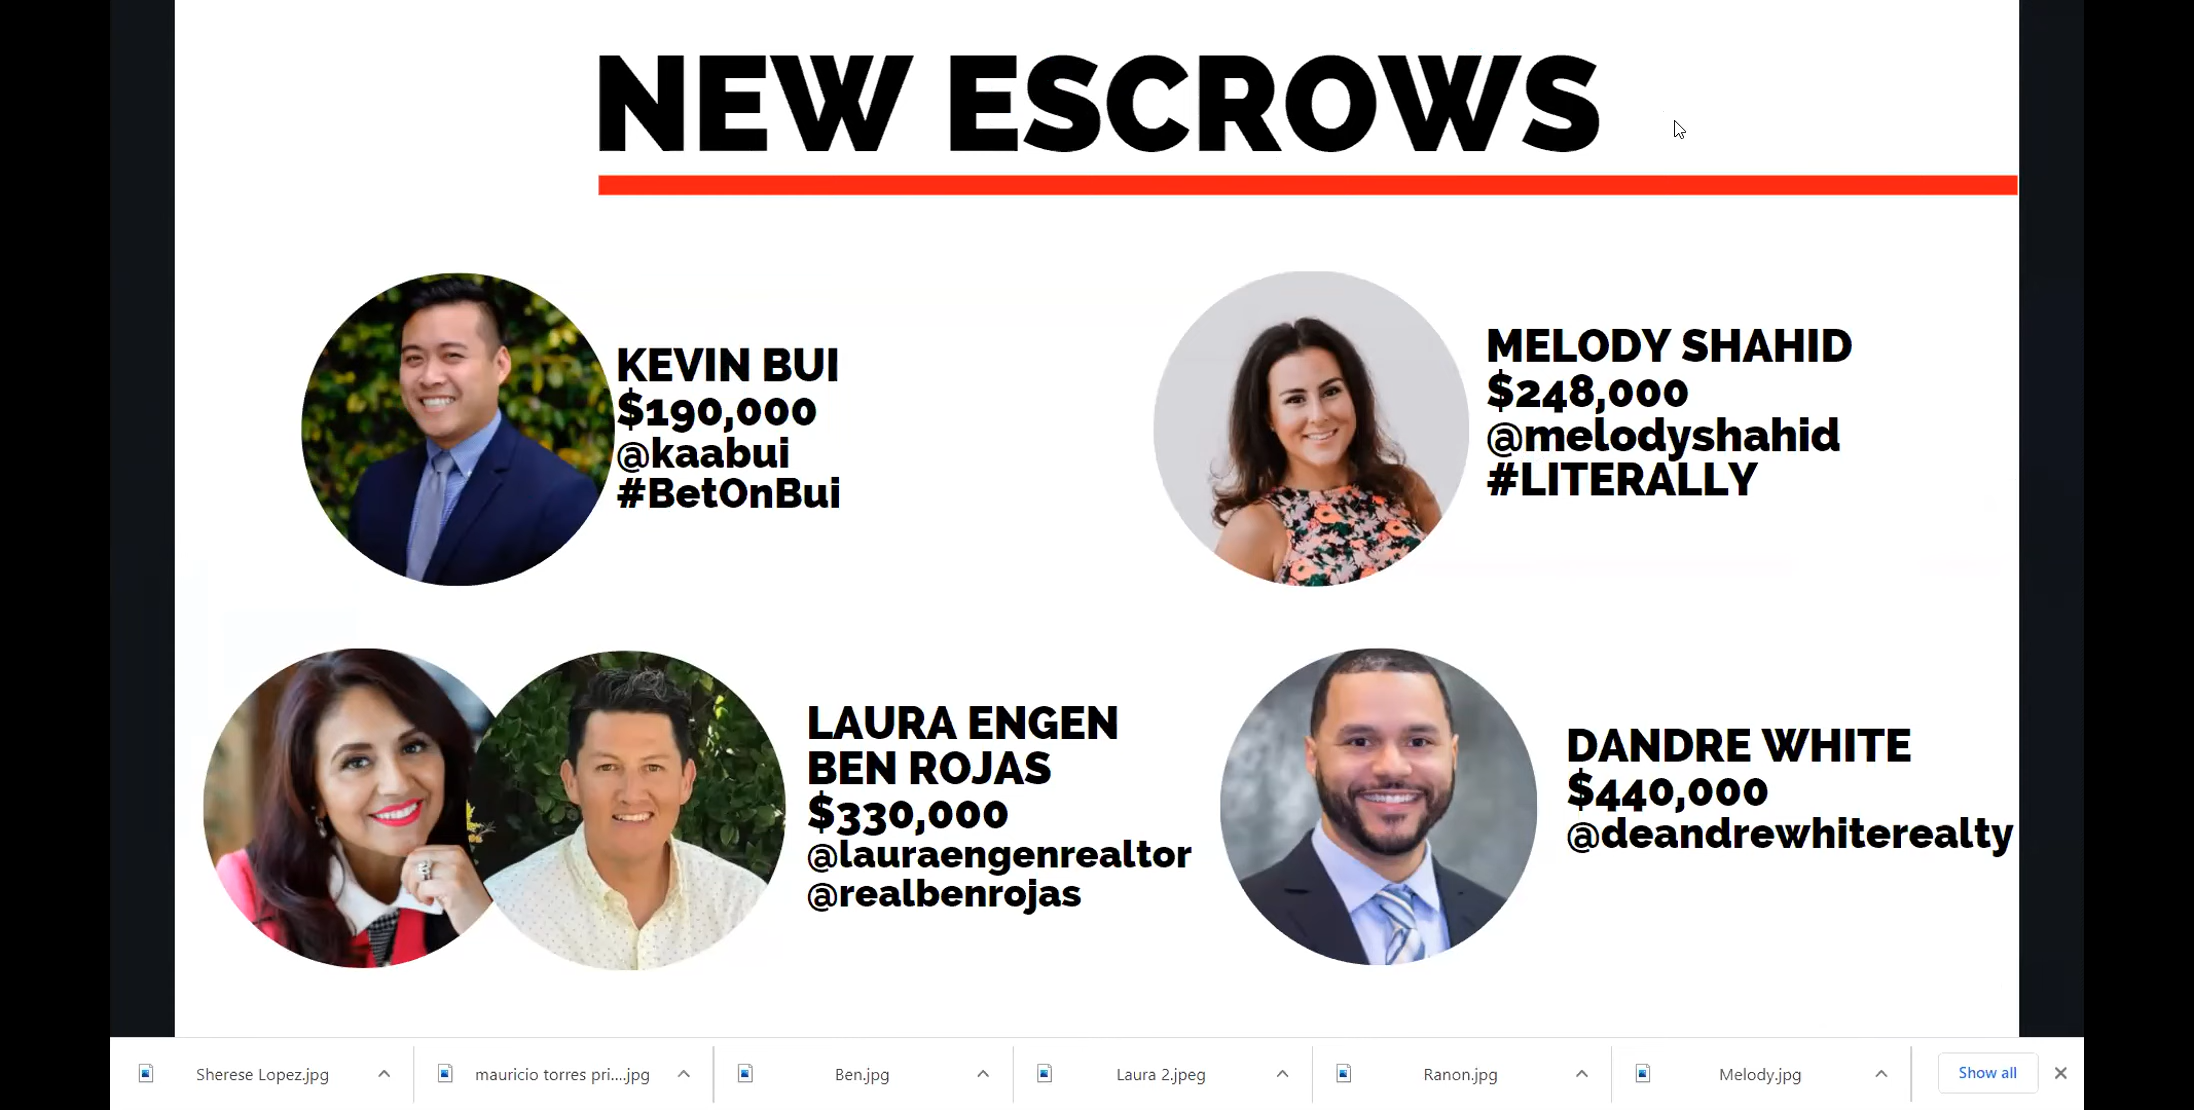 NEW ESCROWS
KEVIN BUI
$190,000
@kaabui
#BetOnBui
MELODY SHAHID
$248,000
@melodyshahid
#LITERALLY
LAURA ENGEN
BEN ROJAS
$330,000
@lauraengenrealtor
@realbenrojas
DANDRE WHITE
$440,000
@deandrewhiterealty
Sherese Lopez.jpg
mauricio torres pri....jpg
Ben.jpg
Laura 2.jpeg
Ranon.jpg
Melody.jpg
Show all